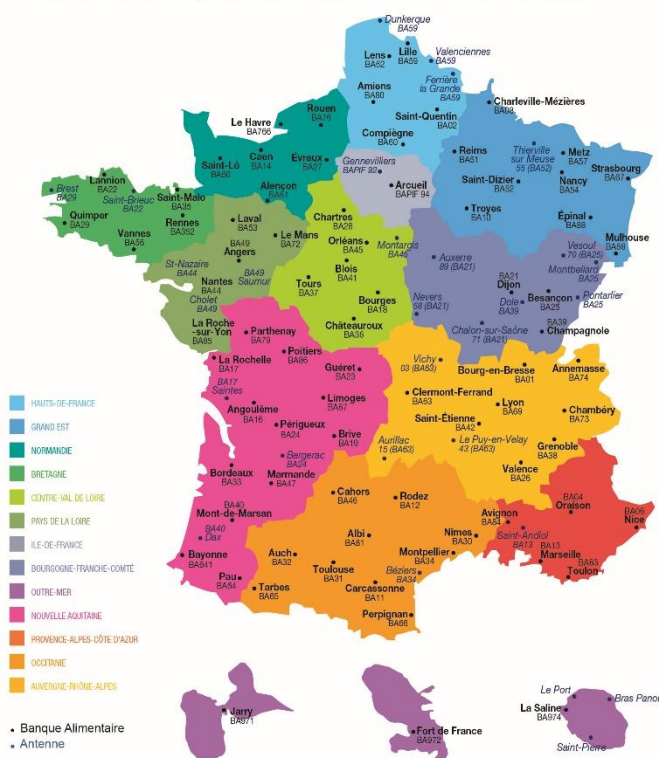 Dunkerque
BA59
Lille
BA59
Lens
BA62
Valenciennes
BA59
Ferrière
la Grande
BA59
Amiens
BA80
Saint-Quentin
BA02
Charleville-Mézières
BA08
Rouen
BA76
Le Havre
BA766
Compiègne
BA60
Caen
BA14
Saint-Lô
BA50
Évreux
BA27
Gennevilliers
BAPIF 92
Arcueil
BAPIF 94
Reims
BA51
Thierville
sur Meuse
55 (BA52)
Metz
BA57
Strasbourg
BA67
Saint-Dizier
BA52
Nancy
BA54
Troyes
BA10
Épinal
BA88
Mulhouse
BA68
Alençon
BA61
Lannion
BA22
Brest
BA29
Saint-Brieuc
BA22
Saint-Malo
BA35
Quimper
BA29
Rennes
BA352
Vannes
BA56
Laval
BA53
Le Mans
BA72
BA49
Angers
St-Nazaire
BA44
BA49
Saumur
Nantes
BA44
Cholet
BA49
La Roche
-sur-Yon
BA85
Chartres
BA28
Orléans
BA45
Montargis
BA45
Blois
BA41
Tours
BA37
Bourges
BA18
Châteauroux
BA36
Auxerre
89 (BA21)
Vesoul
70 (BA25)
Montbeliard
BA25
BA21
Dijon
Besançon
BA25
Dole
BA39
Pontarlier
BA25
Nevers
58 (BA21)
Chalon-sur-Saône
71 (BA21)
BA39
Champagnole
Parthenay
BA79
Poitiers
BA86
La Rochelle
BA17
Guéret
BA23
BA17
Saintes
Angoulême
BA16
Limoges
BA87
Périgueux
BA24
Brive
BA19
Bergerac
BA24
Bordeaux
BA33
Marmande
BA47
BA40
Mont-de-Marsan
BA40
Dax
Bayonne
BA641
Pau
BA64
Vichy
03 (BA63)
Bourg-en-Bresse
BA01
Annemasse
BA74
Clermont-Ferrand
BA63
Lyon
BA69
Chambéry
BA73
Saint-Étienne
BA42
Aurillac
15 (BA63)
Le Puy-en-Velay
43 (BA63)
Grenoble
BA38
Valence
BA26
Cahors
BA46
Rodez
BA12
Albi
BA81
Nimes
BA30
Montpellier
BA34
Auch
BA32
Toulouse
BA31
Béziers
BA34
Carcassonne
BA11
Tarbes
BA65
Perpignan
BA66
Avignon
BA84
BA04
Oraison
BA06
Nice
Saint-Andiol
BA13
BA13
Marseille
BA83
Toulon
HAUTS-DE-FRANCE
GRAND EST
NORMANDIE
BRETAGNE
CENTRE-VAL DE LOIRE
PAYS DE LA LOIRE
ILE-DE-FRANCE
BOURGOGNE-FRANCHE-COMTÉ
OUTRE-MER
NOUVELLE AQUITAINE
PROVENCE-ALPES-CÔTE D'AZUR
OCCITANIE
AUVERGNE-RHÔNE-ALPES
Banque Alimentaire
Antenne
Jarry
BA971
Fort de France
BA972
Le Port
La Saline
BA974
Bras Panon
Saint-Pierre